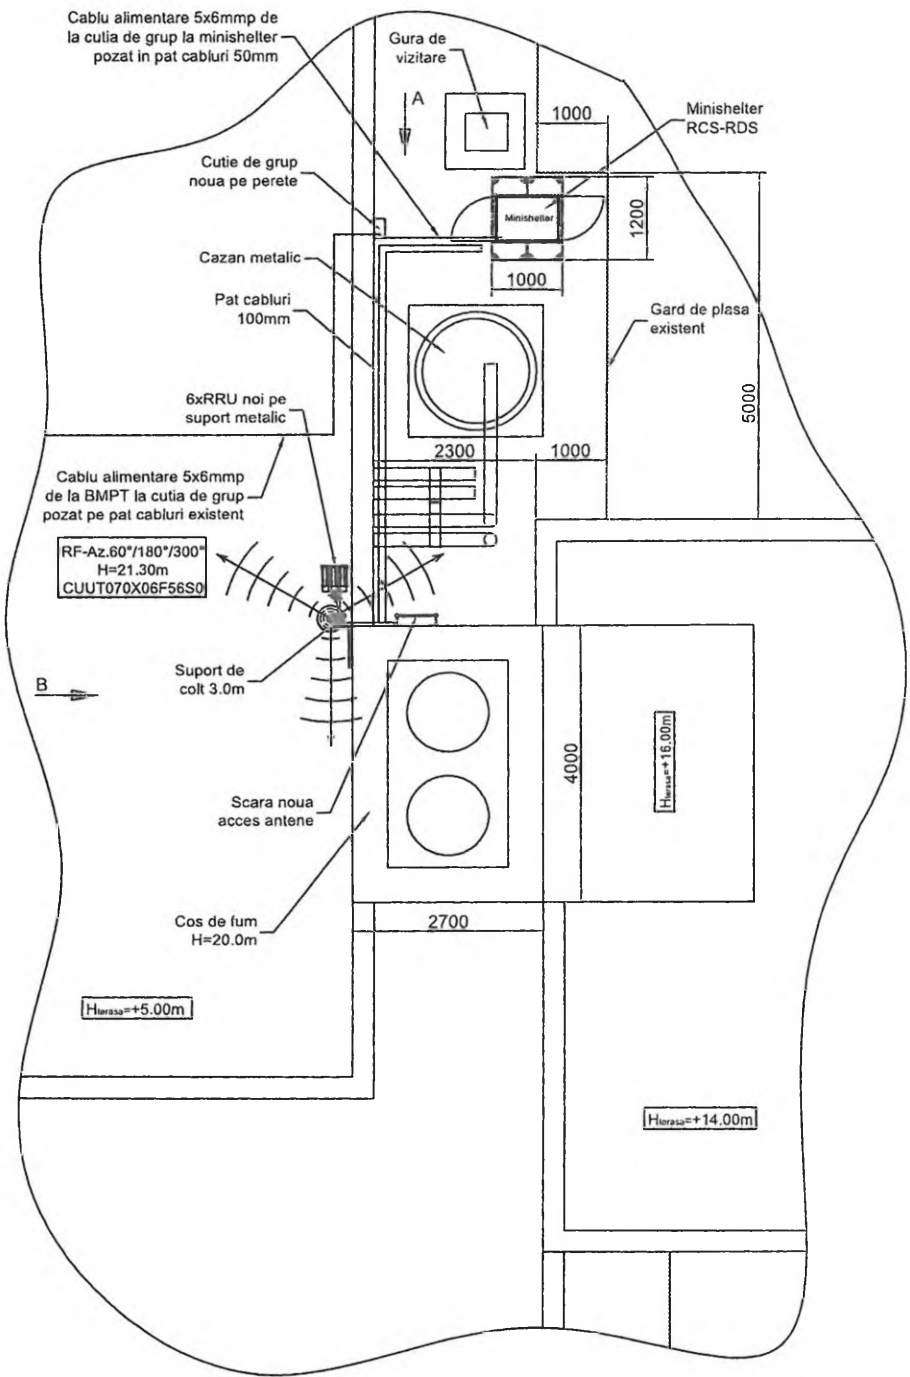 Cablu alimentare 5x6mmp de
la cutia de grup la minishelter
pozat in pat cabluri 50mm
Gura de
vizitare
A
1000
Minishelter
RCS-RDS
Cutie de grup
noua pe perete
Minishelter
1200
Cazan metalic
1000
Pat cabluri
100mm
Gard de plasa
existent
5000
6xRRU noi pe
suport metalic
2300
1000
Cablu alimentare 5x6mmp
de la BMPT la cutia de grup
pozat pe pat cabluri existent
RF-Az.60°/180°/300°
H=21.30m
CUUT070X06F56S0
Suport de
colt 3.0m
B
4000
Hterasa=+16.00m
Scara noua
acces antene
Cos de fum
H=20.0m
2700
Hterasa=+5.00m
Hterasa=+14.00m